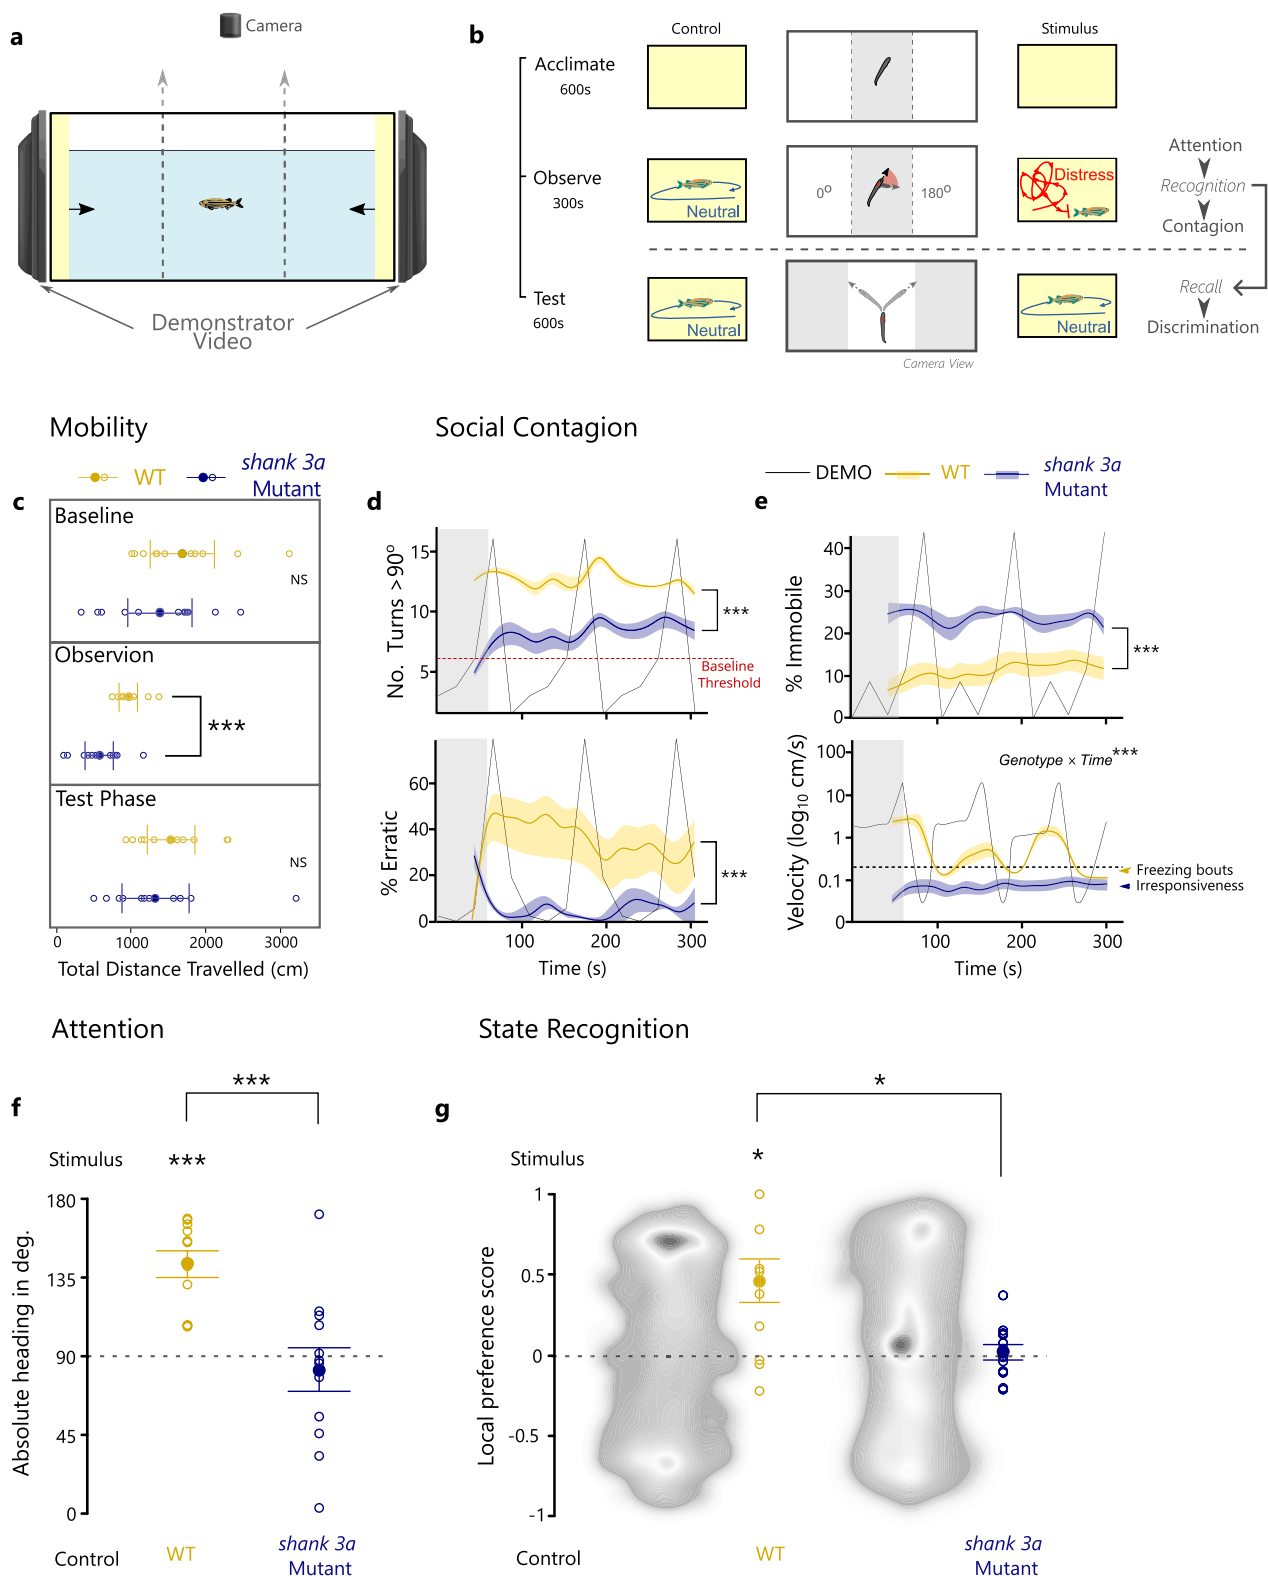 a
Camera
Demonstrator
Video
b
Control
Stimulus
Acclimate
600s
Observe
300s
Neutral
0º
180º
Distress
Attention
Recognition
Contagion
Test
600s
Neutral
Neutral
Recall
Discrimination
Camera View
Mobility
WT
shank 3a
Mutant
c
Baseline
NS
Observion
***
Test Phase
NS
0 1000 2000 3000
Total Distance Travelled (cm)
Social Contagion
DEMO
WT
shank 3a
Mutant
d
No. Turns >90º
15
10
5
***
Baseline
Threshold
% Erratic
60
40
20
0
***
100 200 300
Time (s)
e
% Immobile
40
30
20
10
0
***
Velocity (log10 cm/s)
100
10
1
0.1
0
Genotype × Time***
Freezing bouts
Irresponsiveness
100 200 300
Time (s)
Attention
f
***
Stimulus
***
Absolute heading in deg.
180
135
90
45
0
Control
WT
shank 3a
Mutant
State Recognition
g
*
Stimulus
*
Local preference score
1
0.5
0
-0.5
-1
Control
WT
shank 3a
Mutant